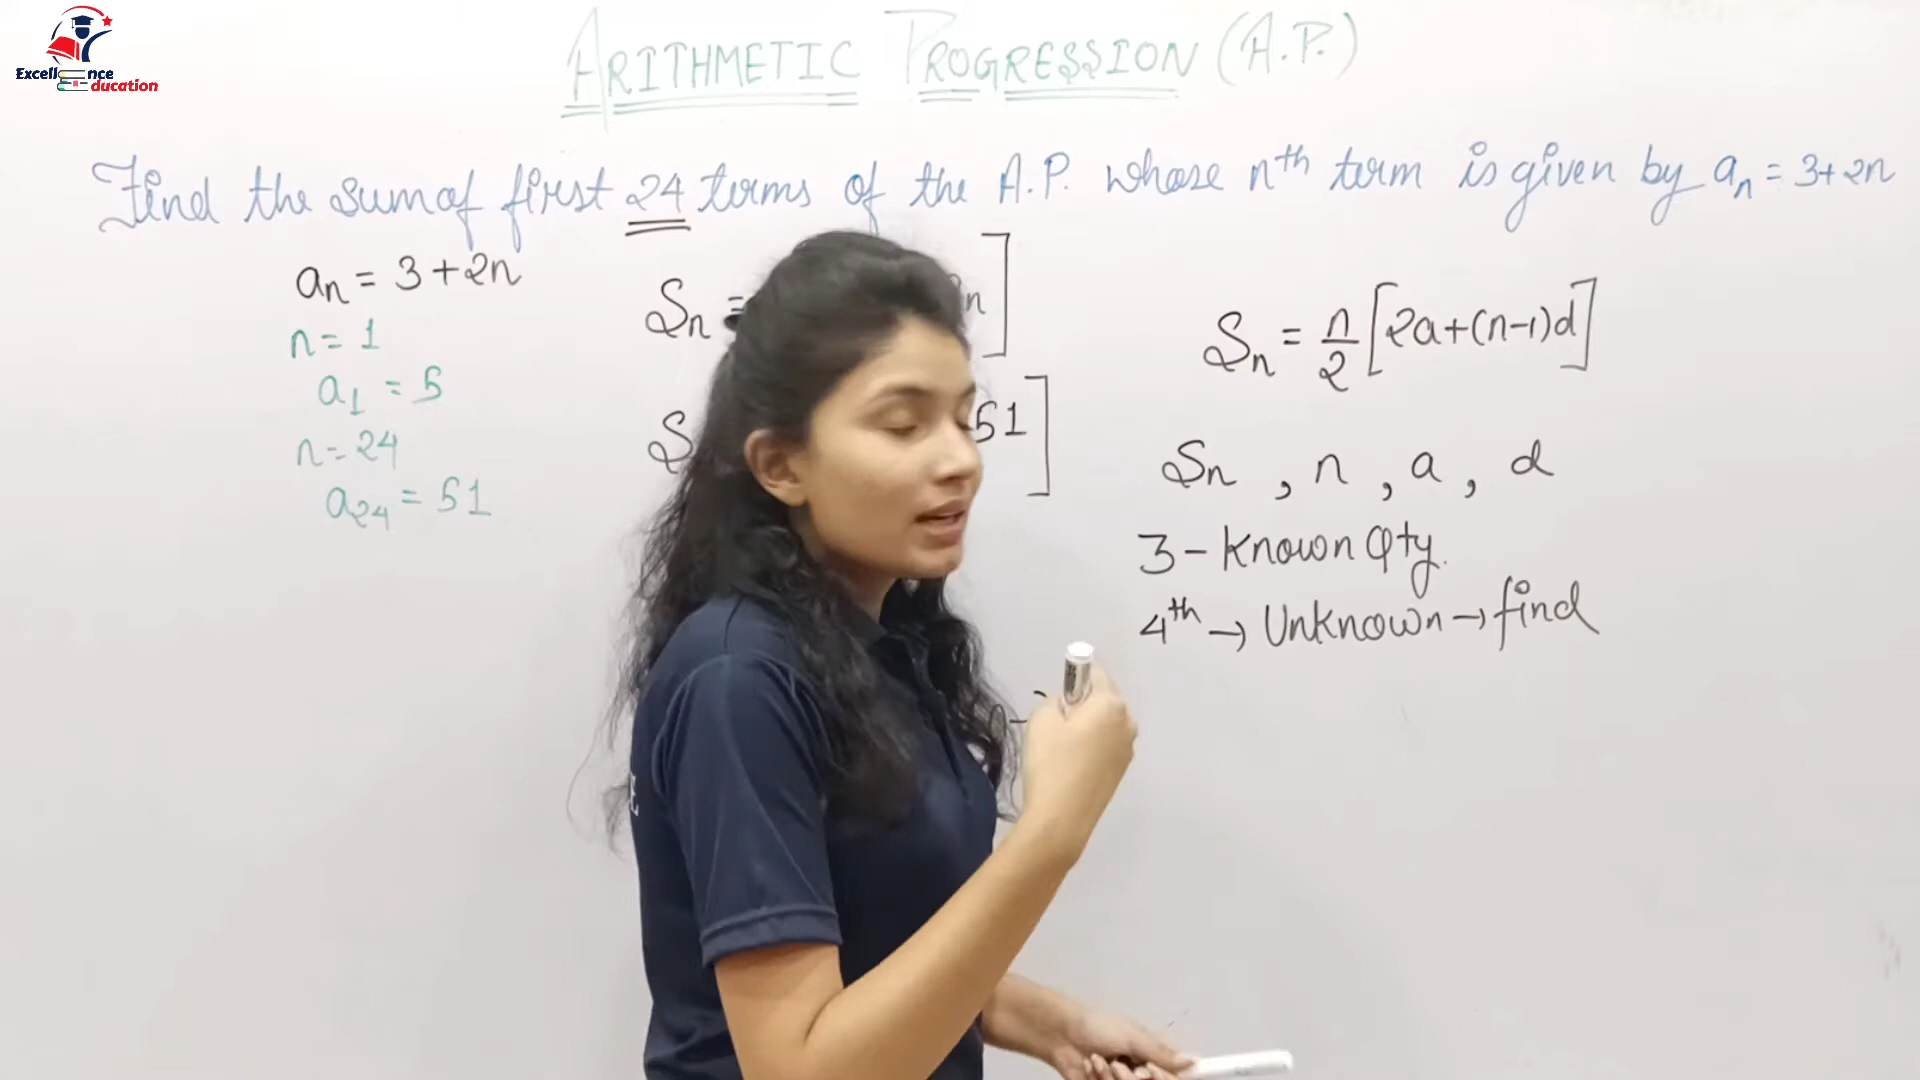 Excellence
Education
ARITHMETIC PROGRESSION (A.P.)
Find the sum of first 24 terms of the A.P. whose nth term is given by an = 3+2n
an = 3+2n
n = 1
a1 = 5
n = 24
a24 = 51
Sn =
n]
S
51]
Sn = n/2 [2a+(n-1)d]
Sn , n , a , d
3 - Known Qty.
4th → Unknown → find